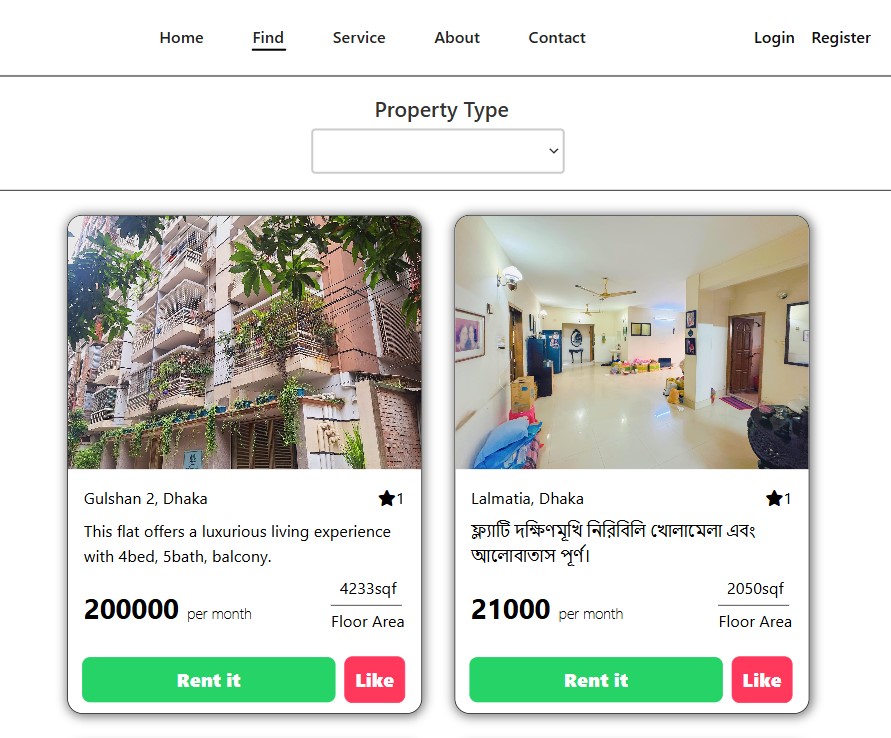 Home Find Service About Contact Login Register
Property Type
Gulshan 2, Dhaka ★1
This flat offers a luxurious living experience
with 4bed, 5bath, balcony.
200000 per month
4233sqf
Floor Area
Rent it Like
Lalmatia, Dhaka ★1
ফ্ল্যাটি দক্ষিণমূখি নিরিবিলি খোলামেলা এবং
আলোবাতাস পূর্ণ।
21000 per month
2050sqf
Floor Area
Rent it Like